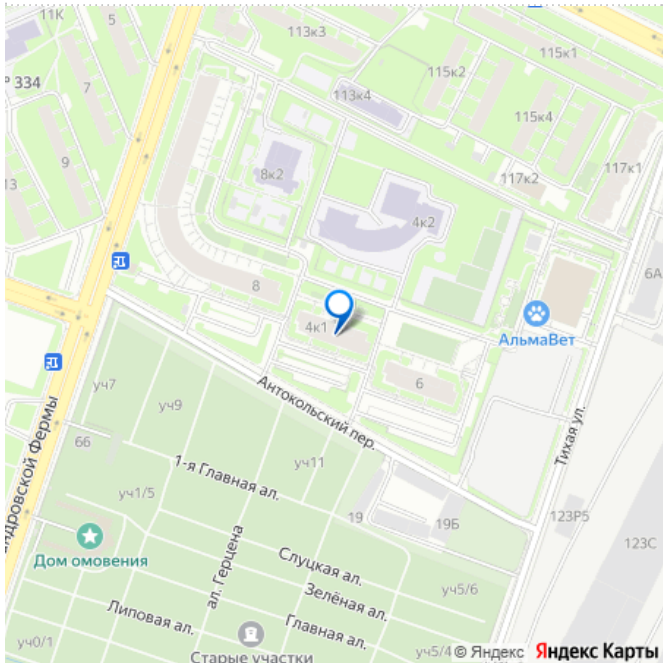 11К
5
113к3
115к1
№ 334
7
115к2
113к4
115к4
9
117к1
13
8к2
117к2
4к2
6А
8
4к1
АльмаВет
6
уч7
Антокольский пер.
уч9
Тихая ул.
66
1-я Главная ал.
уч11
ндровской Фермы
уч1/5
19
19Б
123Р5
123С
Дом омовения
ал. Герцена
Слуцкая ал.
уч5/6
Зелёная ал.
Липовая ал.
Главная ал.
уч0/1
Старые участки
уч5/4
© Яндекс Яндекс Карты